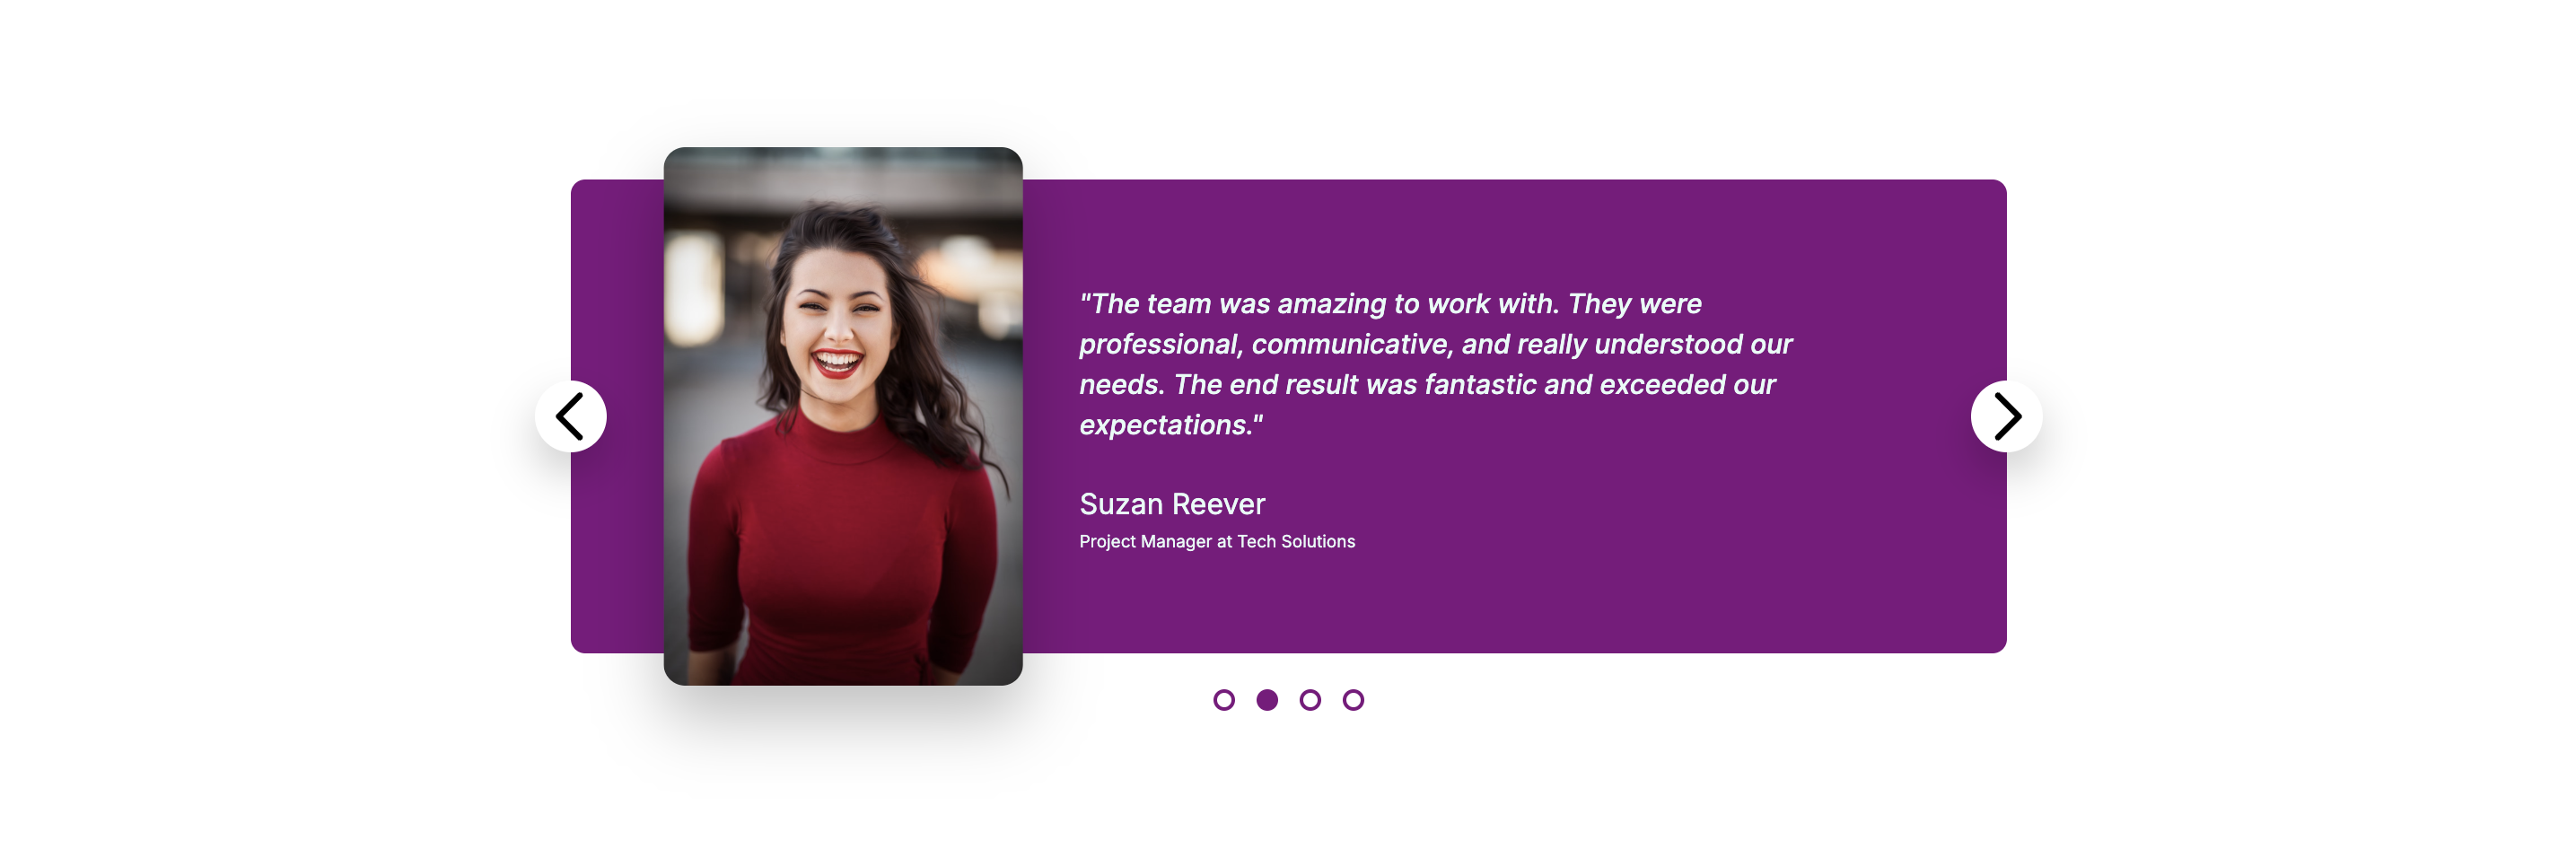 "The team was amazing to work with. They were
professional, communicative, and really understood our
needs. The end result was fantastic and exceeded our
expectations."
Suzan Reever
Project Manager at Tech Solutions